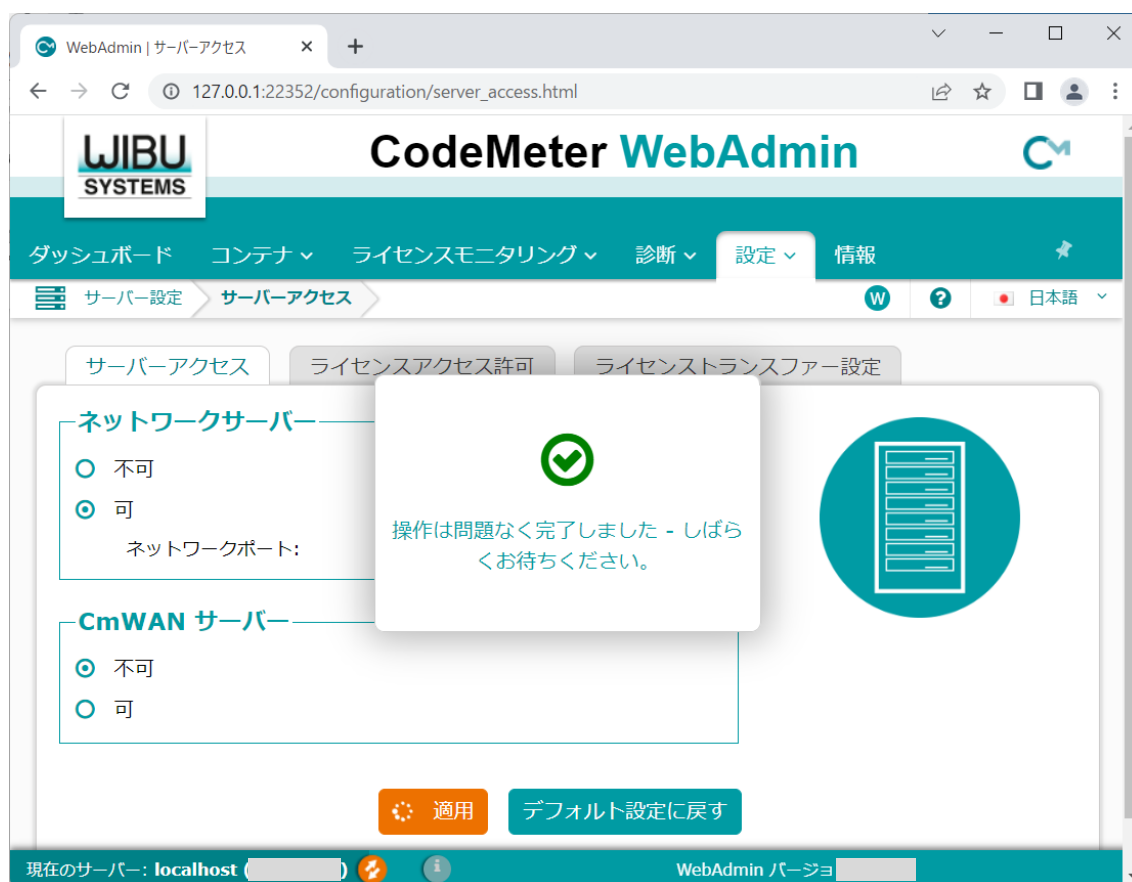 WebAdmin | サーバーアクセス
127.0.0.1:22352/configuration/server_access.html
WIBU
SYSTEMS
CodeMeter WebAdmin
ダッシュボード コンテナ ライセンスモニタリング 診断 設定 情報
サーバー設定 サーバーアクセス W ? 日本語
サーバーアクセス ライセンスアクセス許可 ライセンストランスファー設定
ネットワークサーバー
不可
可
ネットワークポート:
操作は問題なく完了しました - しばら
くお待ちください。
CmWAN サーバー
不可
可
適用 デフォルト設定に戻す
現在のサーバー: localhost ( ) i WebAdmin バージョ